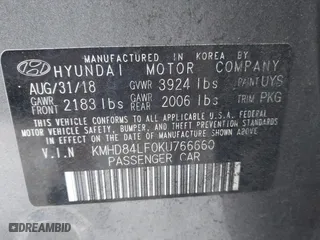 MANUFACTURED IN KOREA BY
HYUNDAI MOTOR COMPANY
AUG/31/18 GVWR 3924 lbs PAINT UYS
GAWR FRONT 2183 lbs GAWR REAR 2006 lbs TRIM PKG
THIS VEHICLE CONFORMS TO ALL APPLICABLE
U.S. FEDERAL MOTOR VEHICLE SAFETY, BUMPER,
AND THEFT PREVENTION STANDARDS IN EFFECT
ON THE DATE OF MANUFACTURE SHOWN ABOVE.
V.I.N KMHD84LF0KU766660
PASSENGER CAR